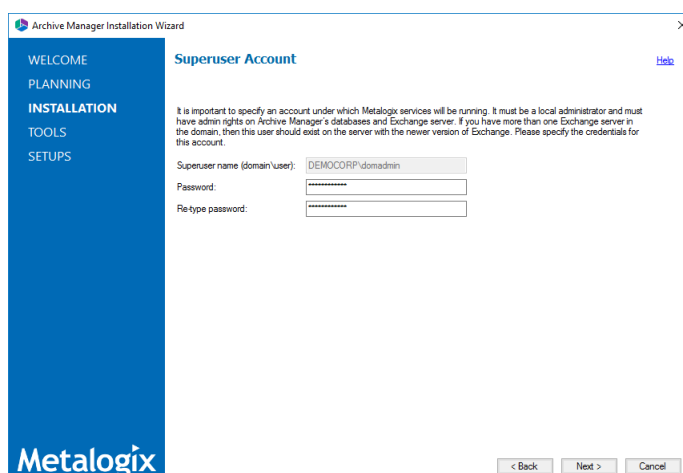 Archive Manager Installation Wizard
WELCOME
PLANNING
INSTALLATION
TOOLS
SETUPS
Metalogix
Superuser Account
Help
It is important to specify an account under which Metalogix services will be running. It must be a local administrator and must
have admin rights on Archive Manager's databases and Exchange server. If you have more than one Exchange server in
the domain, then this user should exist on the server with the newer version of Exchange. Please specify the credentials for
this account.
Superuser name (domain\user): DEMOCORP\domadmin
Password: ************
Re-type password: ************
< Back Next > Cancel